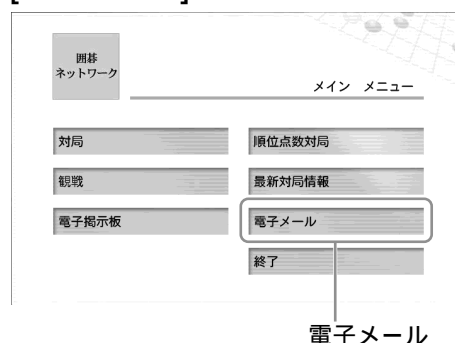 囲碁
ネットワーク
メイン メニュー
対局
順位点数対局
観戦
最新対局情報
電子掲示板
電子メール
終了
電子メール